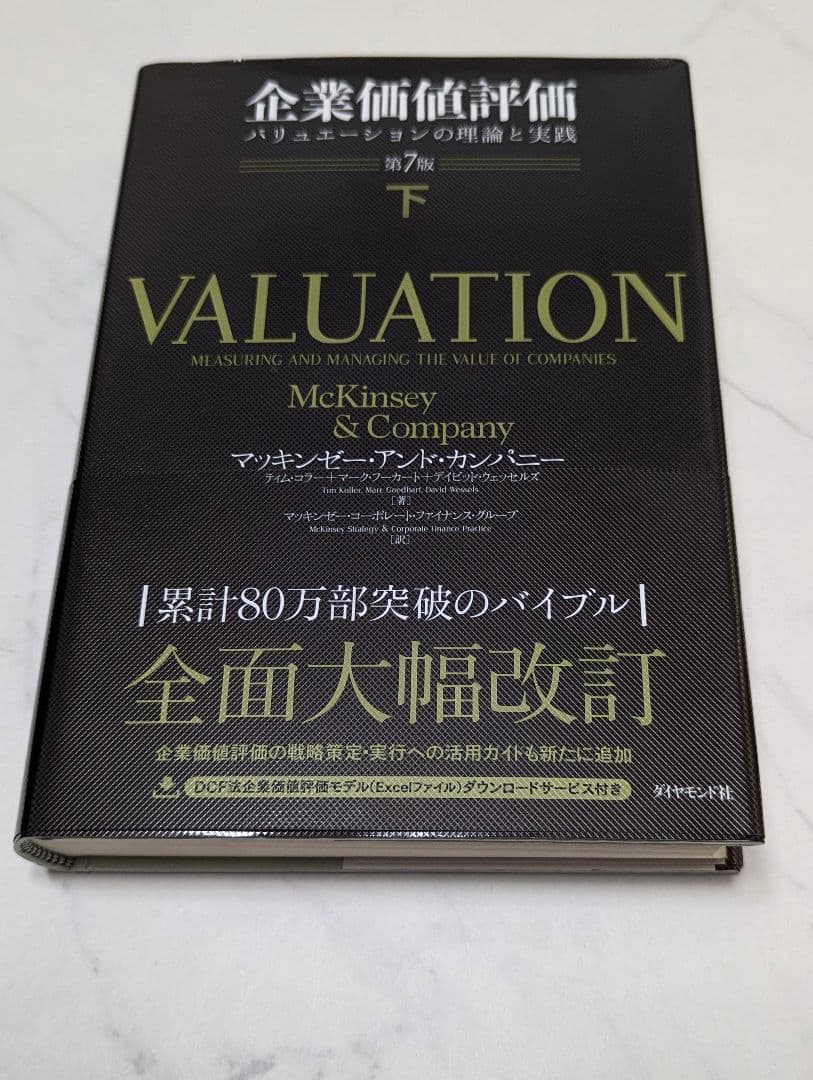 企業価値評価
バリュエーションの理論と実践
第7版
下
VALUATION
MEASURING AND MANAGING THE VALUE OF COMPANIES
McKinsey
& Company
マッキンゼー・アンド・カンパニー
ティム・コラー+マーク・フーカート+デイビッド・ウェッセルズ
Tim Koller, Marc Goedhart, David Wessels
[著]
マッキンゼー・コーポレート・ファイナンス・グループ
McKinsey Strategy & Corporate Finance Practice
[訳]
累計80万部突破のバイブル
全面大幅改訂
企業価値評価の戦略策定・実行への活用ガイドも新たに追加
DCF法企業価値評価モデル(Excelファイル)ダウンロードサービス付き
ダイヤモンド社